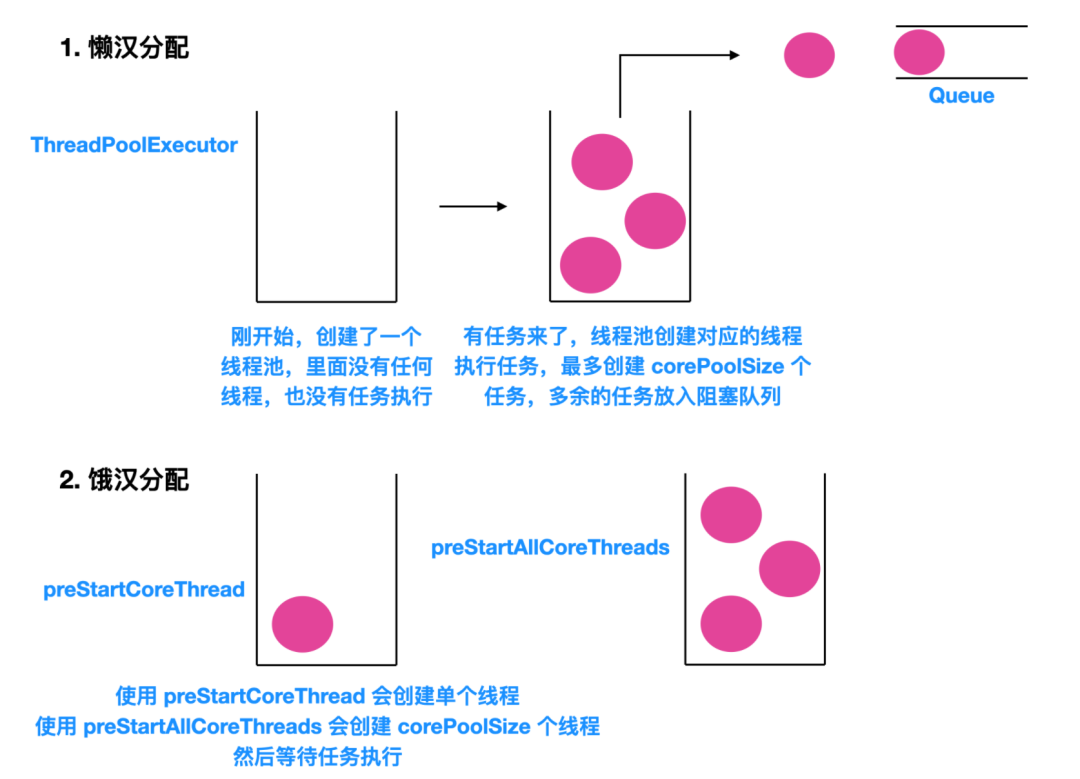 1. 懒汉分配
Queue
ThreadPoolExecutor
刚开始，创建了一个
线程池，里面没有任何
线程，也没有任务执行
有任务来了，线程池创建对应的线程
执行任务，最多创建 corePoolSize 个
任务，多余的任务放入阻塞队列
2. 饿汉分配
preStartAllCoreThreads
preStartCoreThread
使用 preStartCoreThread 会创建单个线程
使用 preStartAllCoreThreads 会创建 corePoolSize 个线程
然后等待任务执行